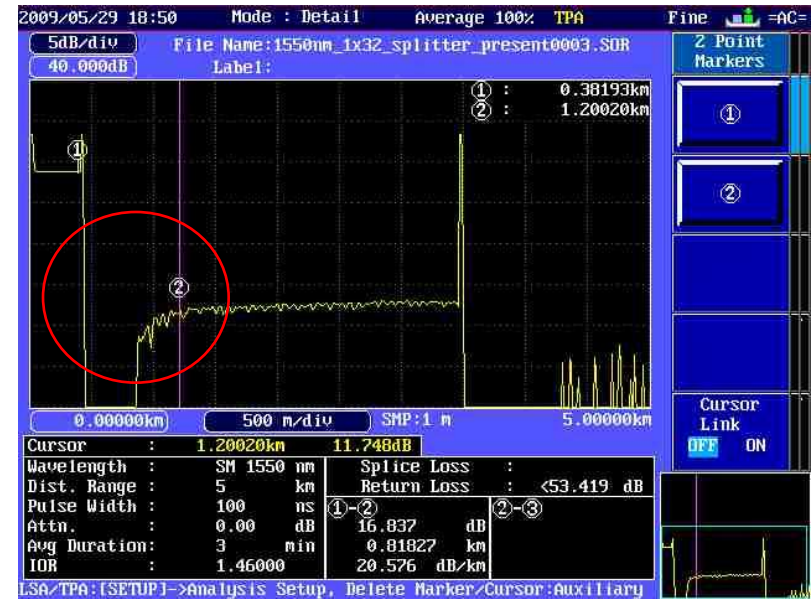 2009/05/29 18:50 Mode : Detail Average 100% TPA Fine =AC=
5dB/div File Name:1550nm_1x32_splitter_present0003.SOR 2 Point
40.000dB Label: Markers
① : 0.38193km
② : 1.20020km
①
①
②
②
0.00000km 500 m/div SMP:1 m 5.00000km
Cursor
Link
OFF ON
Cursor : 1.20020km 11.748dB
Wavelength : SM 1550 nm Splice Loss :
Dist. Range : 5 km Return Loss : <53.419 dB
Pulse Width : 100 ns ①-② ②-③
Attn. : 0.00 dB 16.837 dB
Avg Duration: 3 min 0.81827 km
IOR : 1.46000 20.576 dB/km
LSA/TPA:[SETUP]->Analysis Setup, Delete Marker/Cursor:Auxiliary